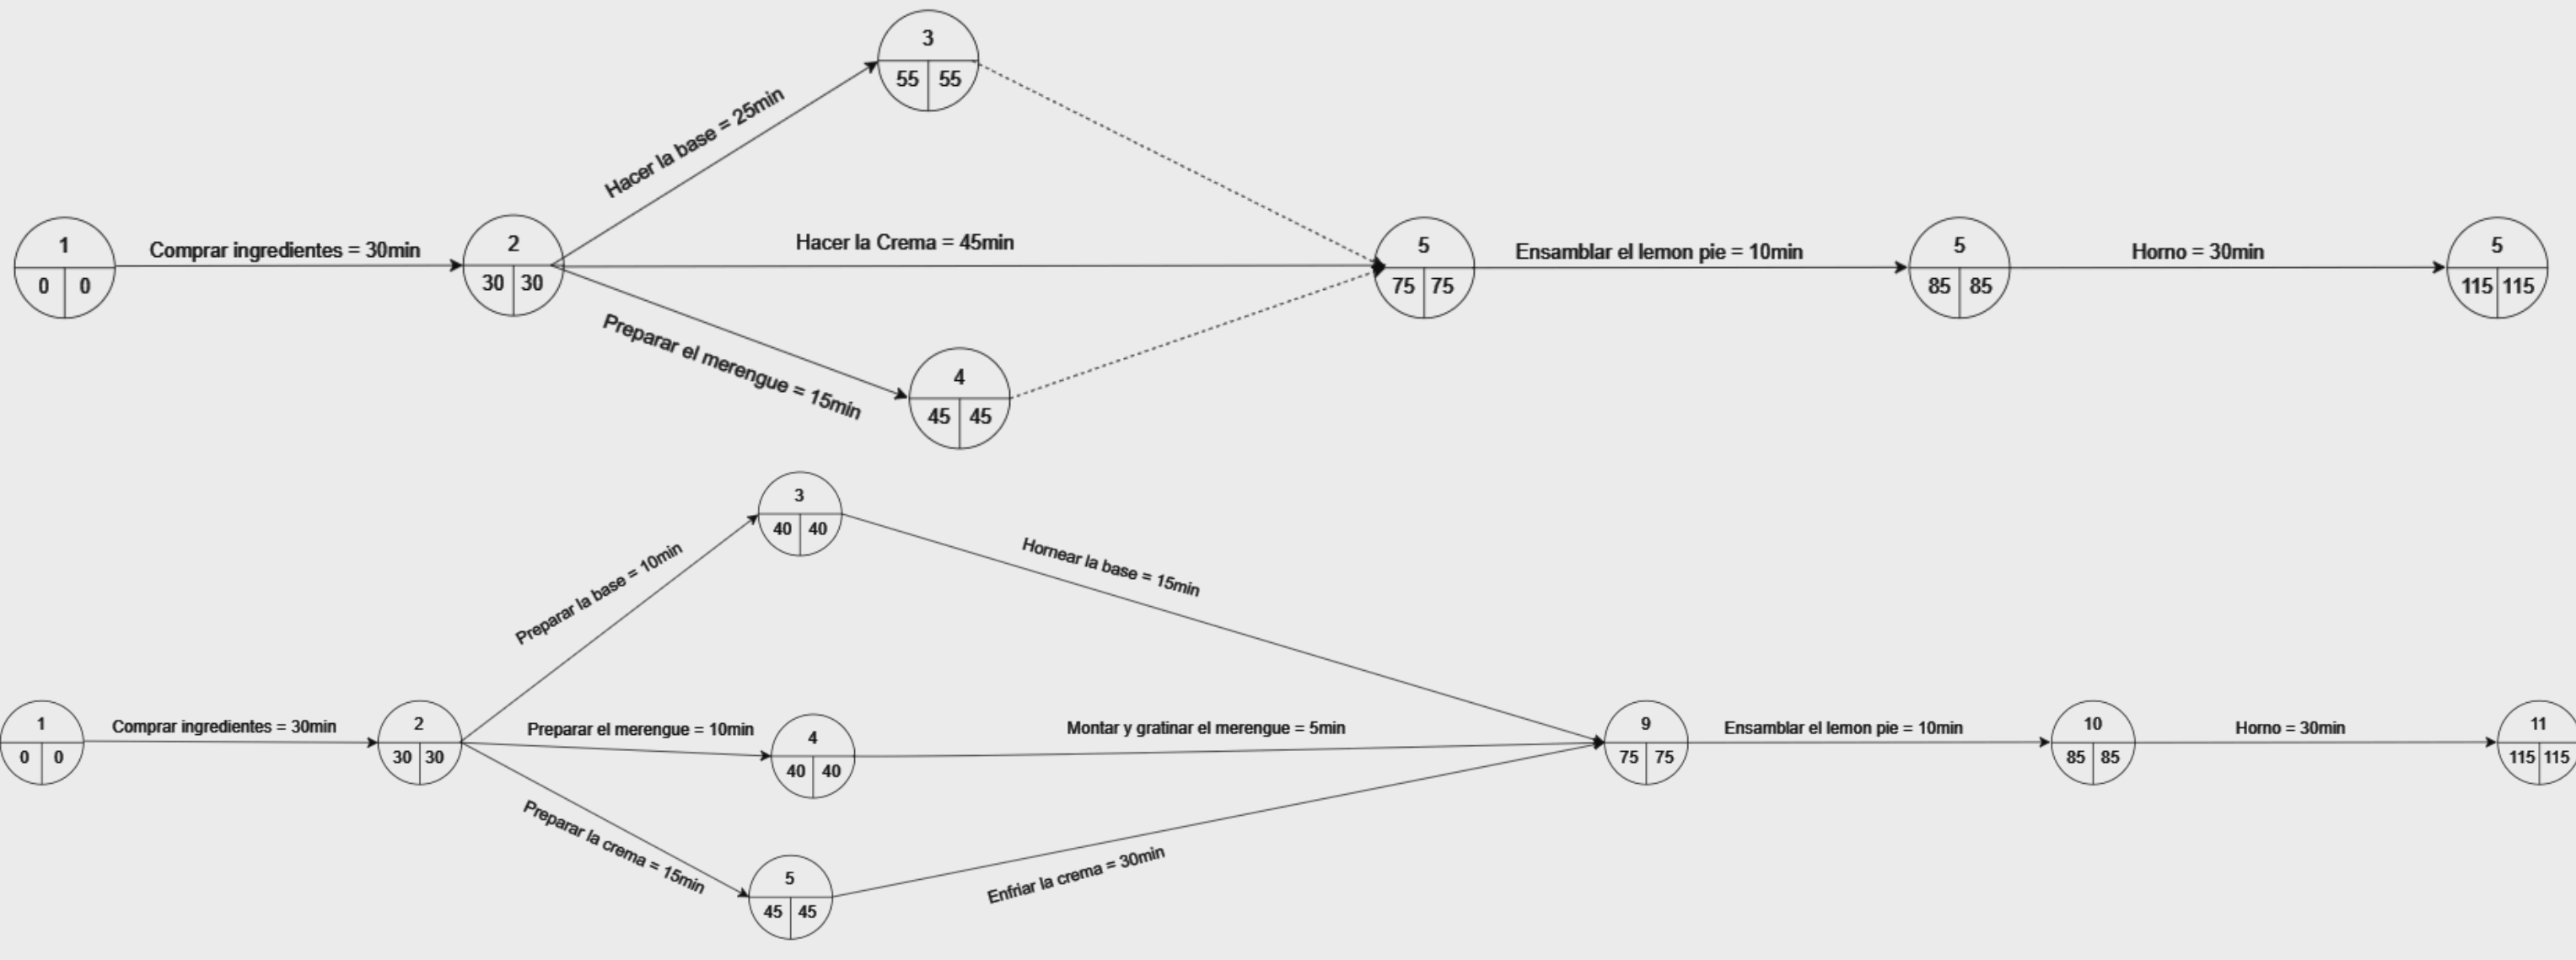 3
55 55
Hacer la base = 25min
1
0 0
Comprar ingredientes = 30min
2
30 30
Hacer la Crema = 45min
5
75 75
Ensamblar el lemon pie = 10min
5
85 85
Horno = 30min
5
115 115
Preparar el merengue = 15min
4
45 45
3
40 40
Preparar la base = 10min
Hornear la base = 15min
1
0 0
Comprar ingredientes = 30min
2
30 30
Preparar el merengue = 10min
4
40 40
Montar y gratinar el merengue = 5min
9
75 75
Ensamblar el lemon pie = 10min
10
85 85
Horno = 30min
11
115 115
Preparar la crema = 15min
5
45 45
Enfriar la crema = 30min